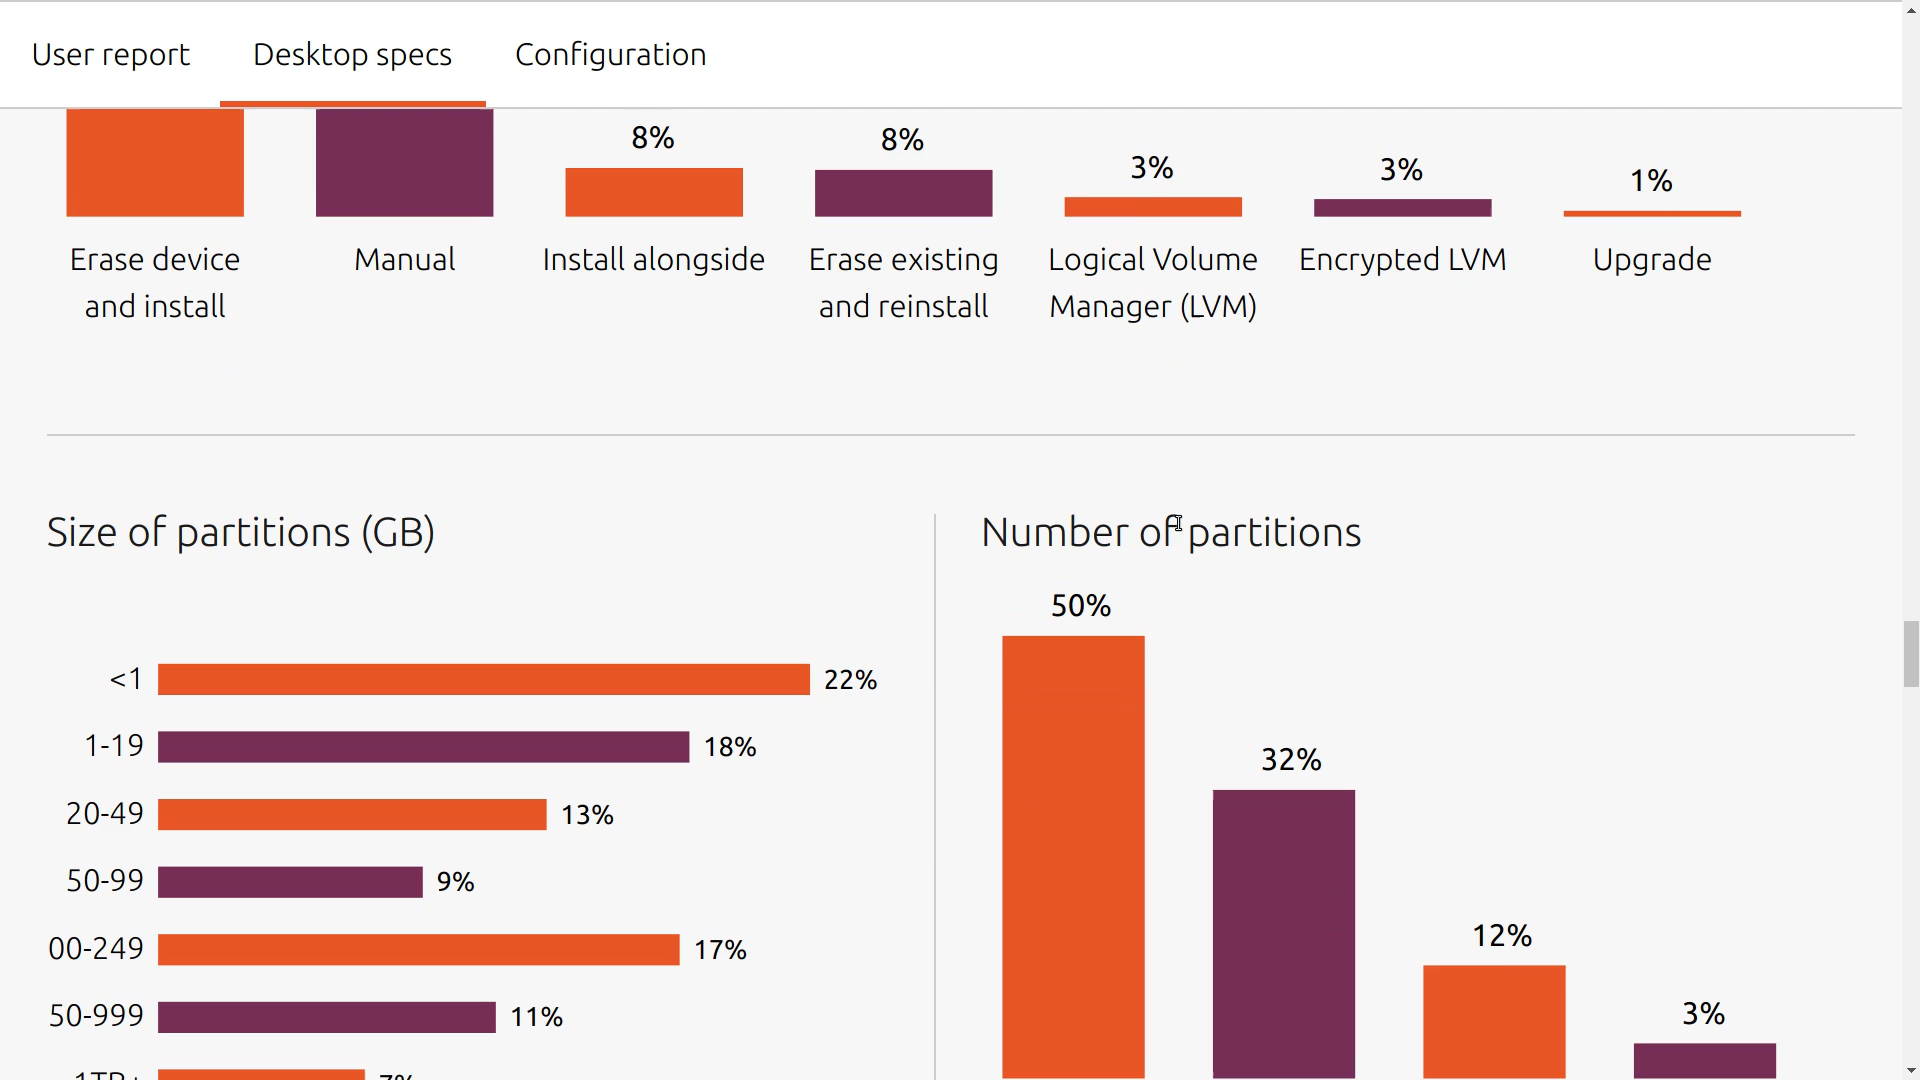 User report Desktop specs Configuration
8% 8% 3% 3% 1%
Erase device Manual Install alongside Erase existing Logical Volume Encrypted LVM Upgrade
and install and reinstall Manager (LVM)
Size of partitions (GB)
<1 22%
1-19 18%
20-49 13%
50-99 9%
00-249 17%
50-999 11%
1TB+ 7%
Number of partitions
50%
32%
12%
3%